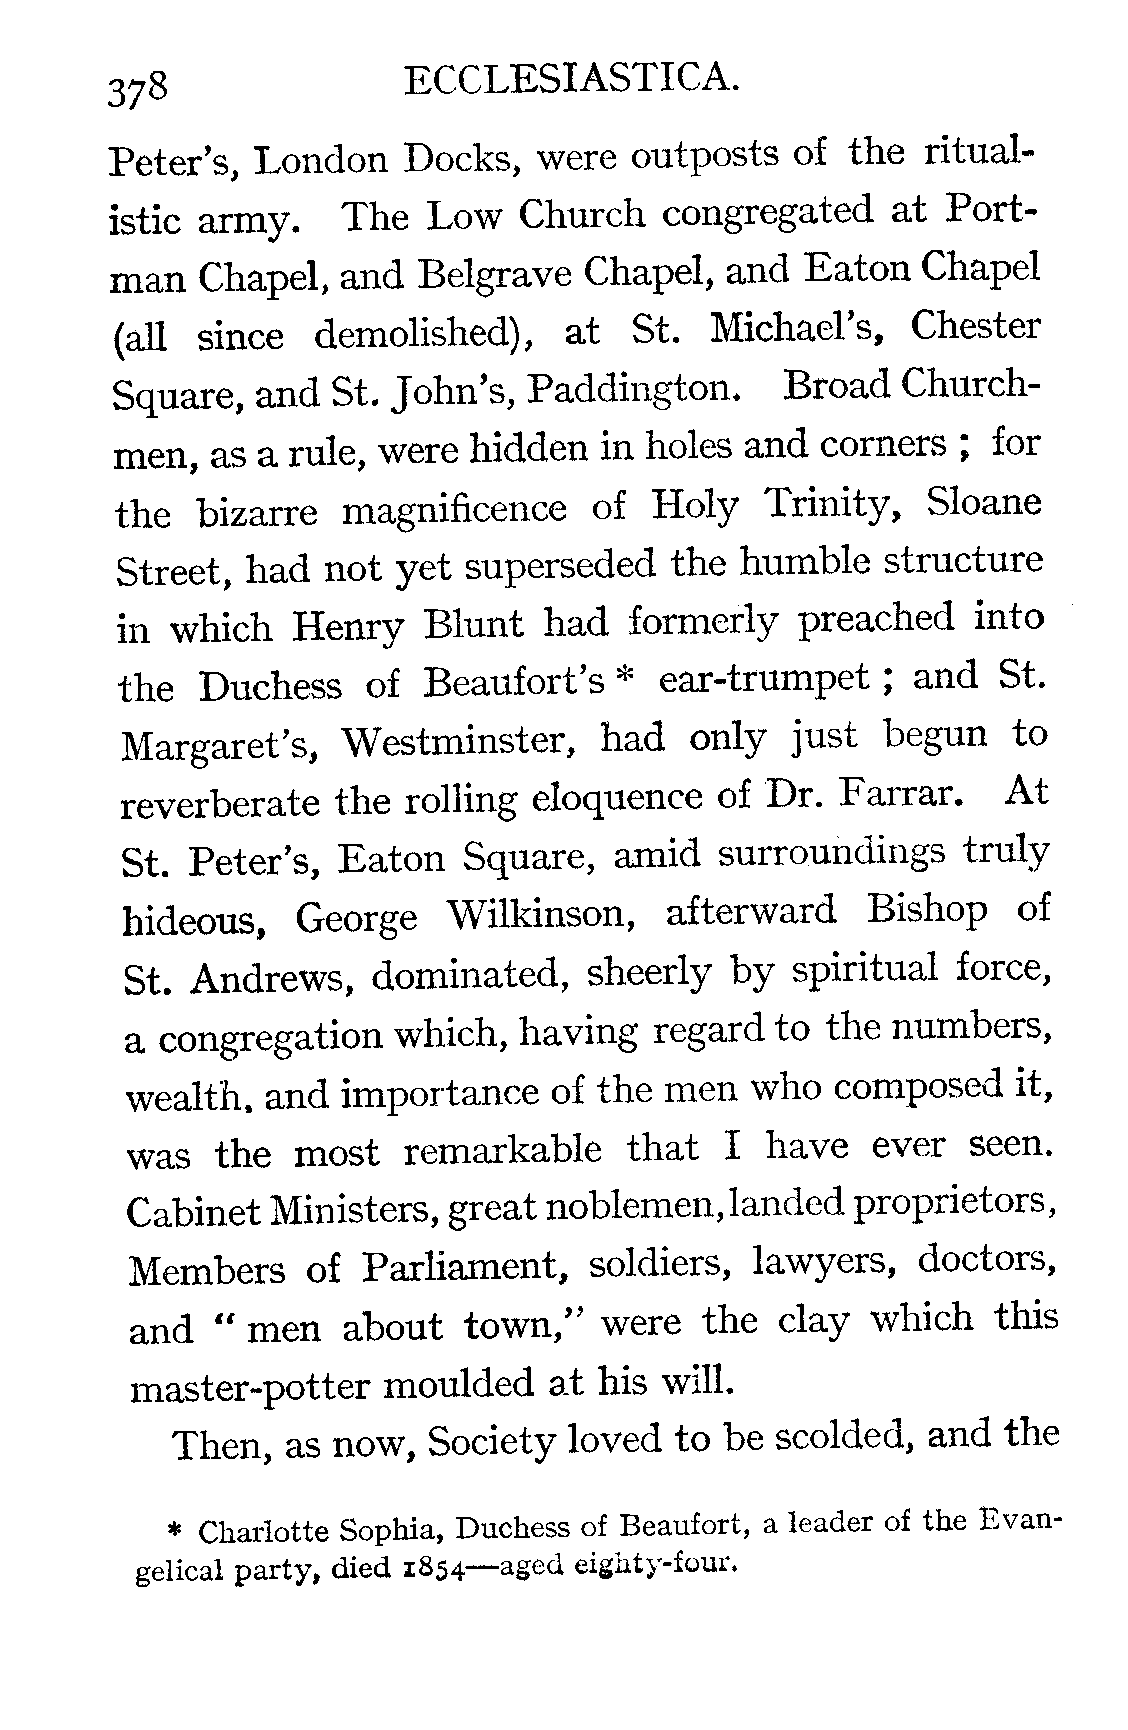 378 ECCLESIASTICA.
Peter's, London Docks, were outposts of the ritual-
istic army. The Low Church congregated at Port-
man Chapel, and Belgrave Chapel, and Eaton Chapel
(all since demolished), at St. Michael's, Chester
Square, and St. John's, Paddington. Broad Church-
men, as a rule, were hidden in holes and corners ; for
the bizarre magnificence of Holy Trinity, Sloane
Street, had not yet superseded the humble structure
in which Henry Blunt had formerly preached into
the Duchess of Beaufort's * ear-trumpet ; and St.
Margaret's, Westminster, had only just begun to
reverberate the rolling eloquence of Dr. Farrar. At
St. Peter's, Eaton Square, amid surroundings truly
hideous, George Wilkinson, afterward Bishop of
St. Andrews, dominated, sheerly by spiritual force,
a congregation which, having regard to the numbers,
wealth, and importance of the men who composed it,
was the most remarkable that I have ever seen.
Cabinet Ministers, great noblemen, landed proprietors,
Members of Parliament, soldiers, lawyers, doctors,
and " men about town," were the clay which this
master-potter moulded at his will.
Then, as now, Society loved to be scolded, and the
* Charlotte Sophia, Duchess of Beaufort, a leader of the Evan-
gelical party, died 1854—aged eighty-four.